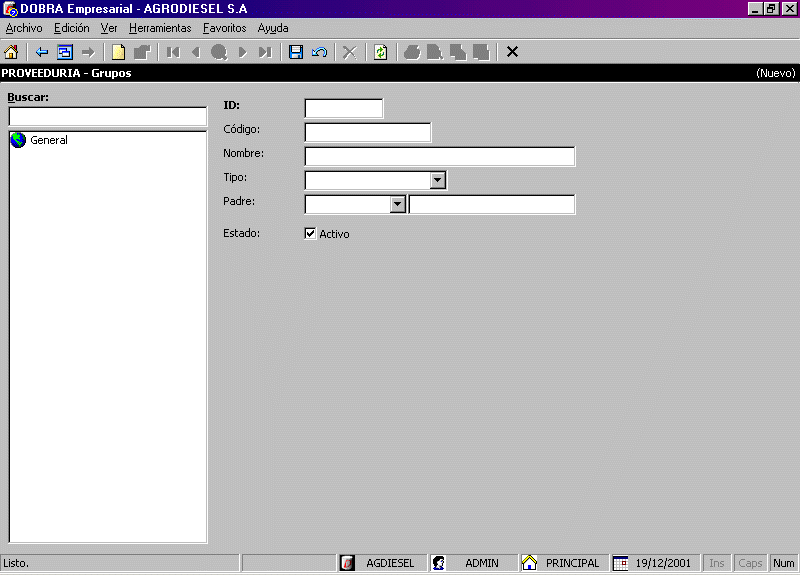 DOBRA Empresarial - AGRODIESEL S.A
Archivo Edición Ver Herramientas Favoritos Ayuda
PROVEEDURIA - Grupos (Nuevo)
Buscar:
General
ID:
Código:
Nombre:
Tipo:
Padre:
Estado: Activo
Listo. AGDIESEL ADMIN PRINCIPAL 19/12/2001 Ins Caps Num